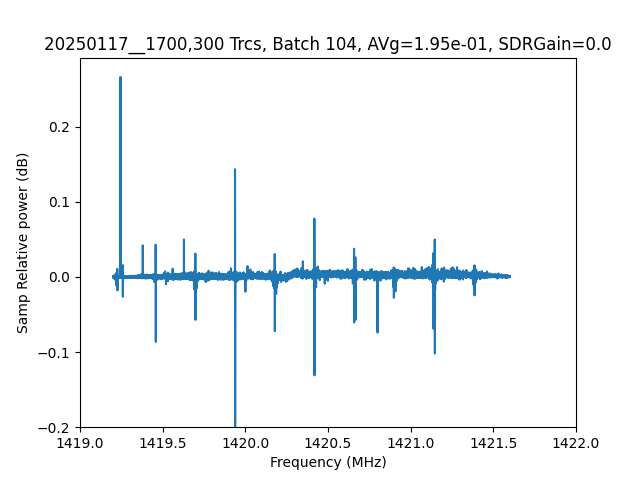 20250117__1700,300 Trcs, Batch 104, AVg=1.95e-01, SDRGain=0.0
Samp Relative power (dB)
0.2
0.1
0.0
−0.1
−0.2
1419.0 1419.5 1420.0 1420.5 1421.0 1421.5 1422.0
Frequency (MHz)